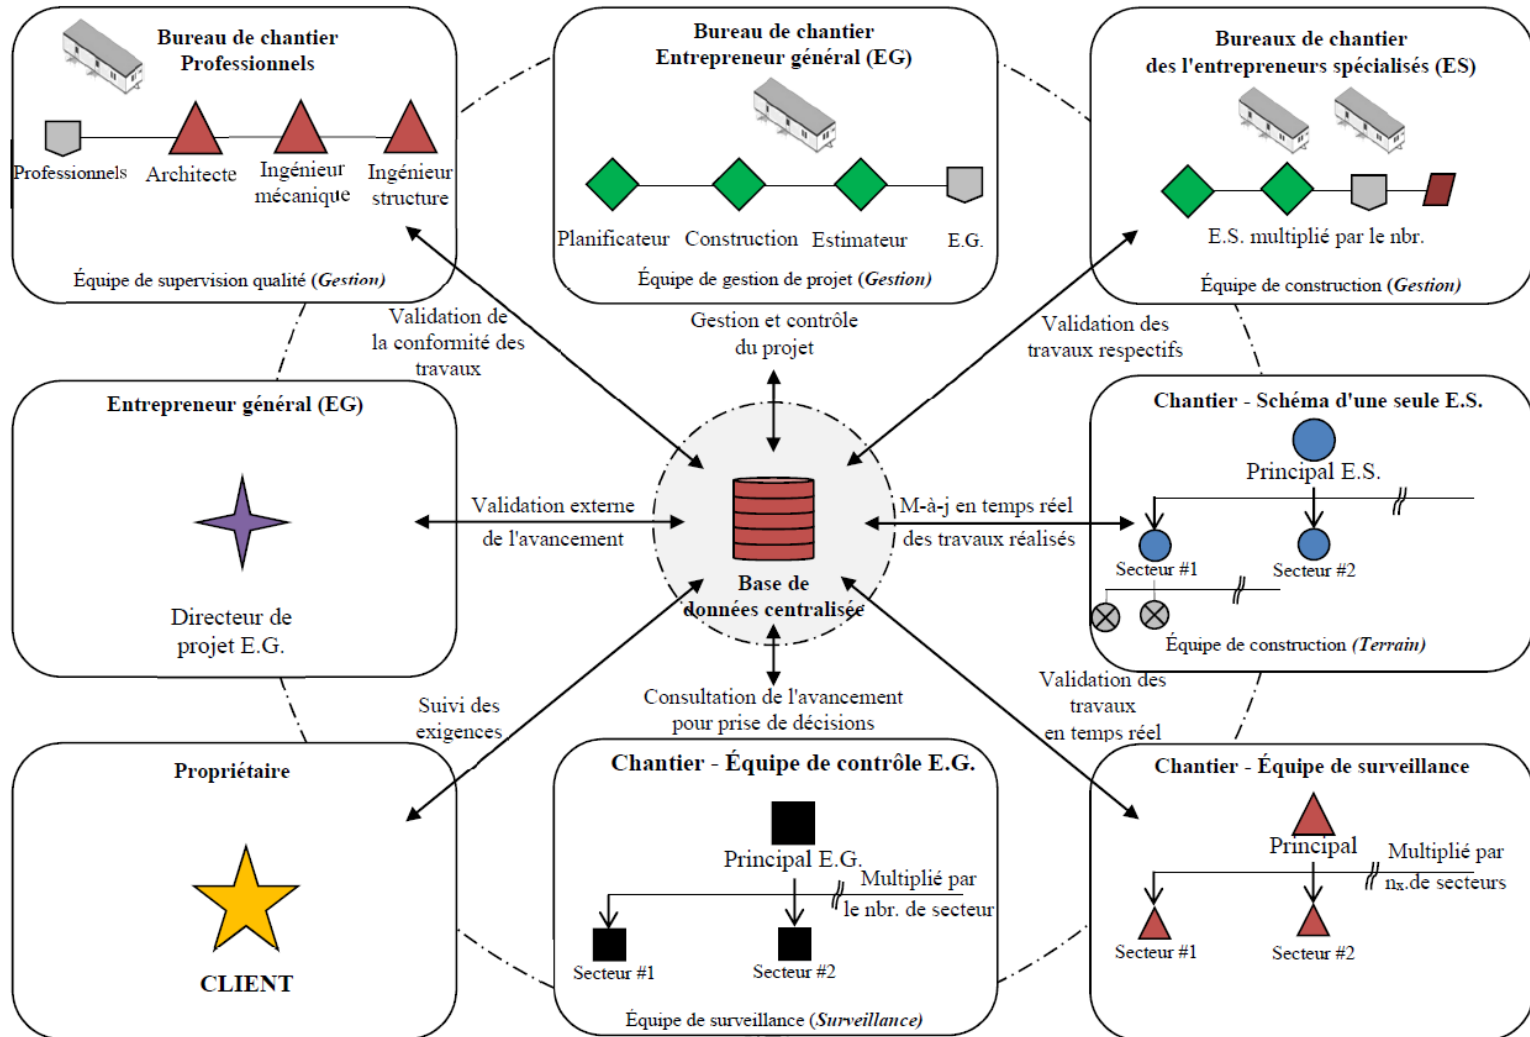 Bureau de chantier
Professionnels
Professionnels
Architecte
Ingénieur
mécanique
Ingénieur
structure
Équipe de supervision qualité (Gestion)
Bureau de chantier
Entrepreneur général (EG)
Planificateur
Construction
Estimateur
E.G.
Équipe de gestion de projet (Gestion)
Bureaux de chantier
des l'entrepreneurs spécialisés (ES)
E.S. multiplié par le nbr.
Équipe de construction (Gestion)
Validation de
la conformité des
travaux
Gestion et contrôle
du projet
Validation des
travaux respectifs
Entrepreneur général (EG)
Directeur de
projet E.G.
Validation externe
de l'avancement
Base de
données centralisée
M-à-j en temps réel
des travaux réalisés
Chantier - Schéma d'une seule E.S.
Principal E.S.
Secteur #1
Secteur #2
Équipe de construction (Terrain)
Suivi des
exigences
Consultation de l'avancement
pour prise de décisions
Validation des
travaux
en temps réel
Propriétaire
CLIENT
Chantier - Équipe de contrôle E.G.
Principal E.G.
Multiplié par
le nbr. de secteur
Secteur #1
Secteur #2
Équipe de surveillance (Surveillance)
Chantier - Équipe de surveillance
Principal
Multiplié par
nx.de secteurs
Secteur #1
Secteur #2